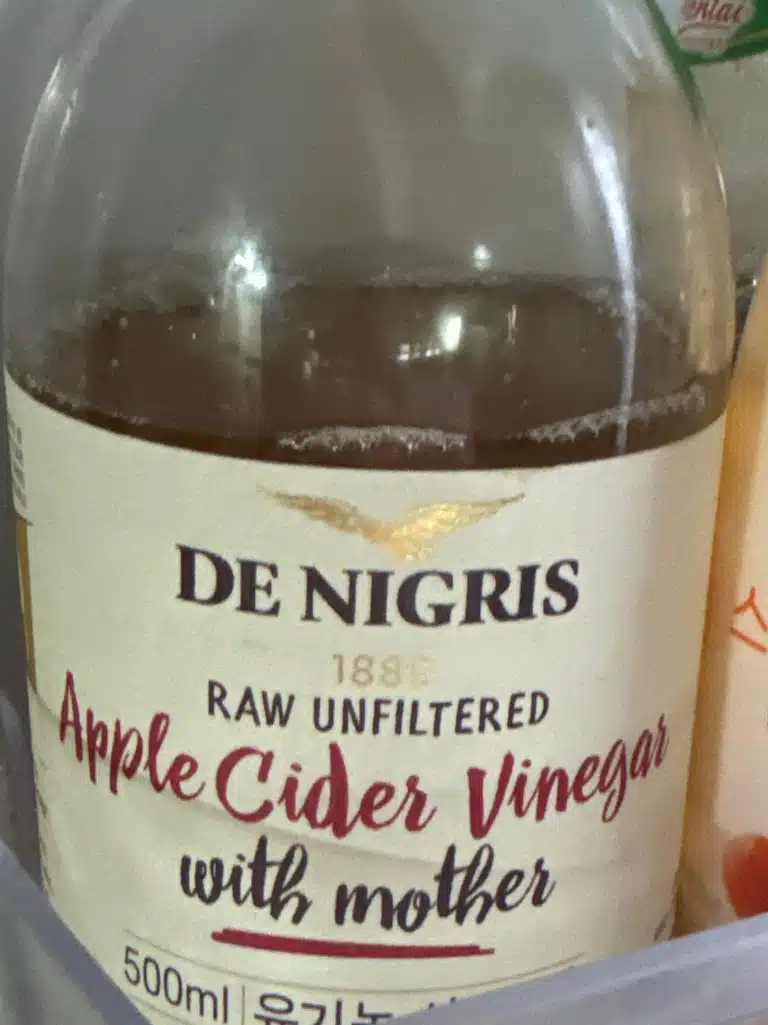 DE NIGRIS
RAW UNFILTERED
Apple Cider Vinegar
with mother
500ml